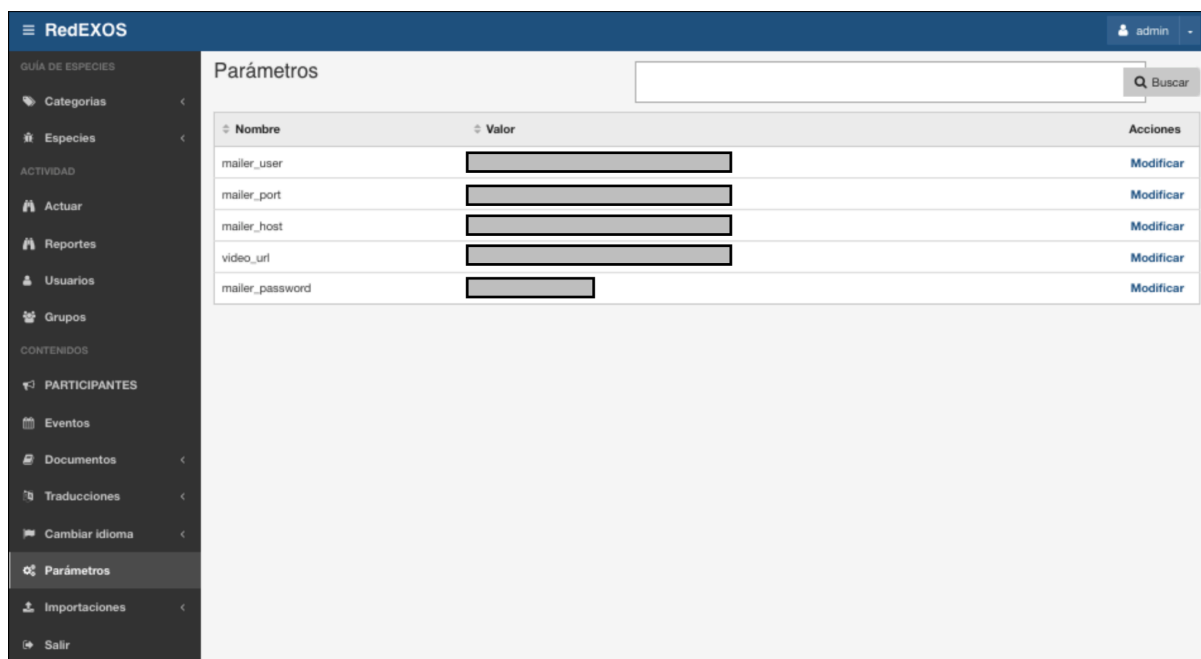 RedEXOS
admin
GUÍA DE ESPECIES
Categorias
Especies
ACTIVIDAD
Actuar
Reportes
Usuarios
Grupos
CONTENIDOS
PARTICIPANTES
Eventos
Documentos
Traducciones
Cambiar idioma
Parámetros
Importaciones
Salir
Parámetros
Buscar
Nombre Valor Acciones
mailer_user Modificar
mailer_port Modificar
mailer_host Modificar
video_url Modificar
mailer_password Modificar